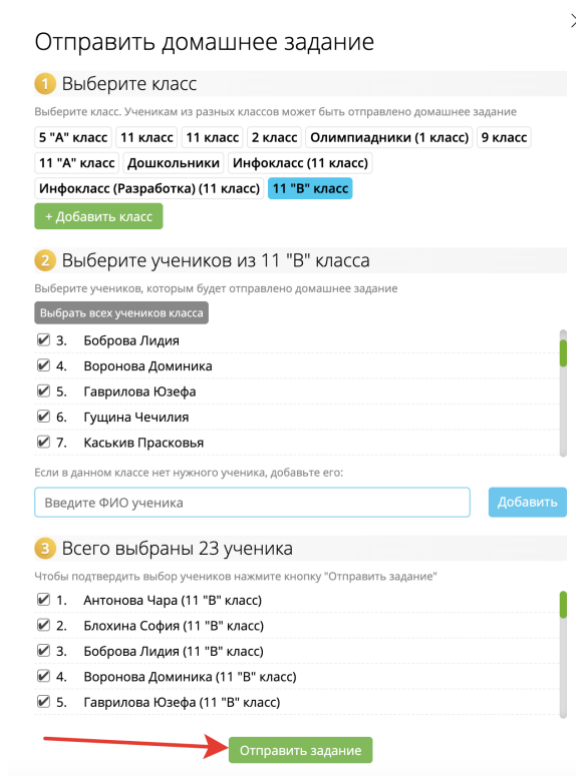 Отправить домашнее задание
1 Выберите класс
Выберите класс. Ученикам из разных классов может быть отправлено домашнее задание
5 "А" класс 11 класс 11 класс 2 класс Олимпиадники (1 класс) 9 класс
11 "А" класс Дошкольники Инфокласс (11 класс)
Инфокласс (Разработка) (11 класс) 11 "В" класс
+ Добавить класс
2 Выберите учеников из 11 "В" класса
Выберите учеников, которым будет отправлено домашнее задание
Выбрать всех учеников класса
3. Боброва Лидия
4. Воронова Доминика
5. Гаврилова Юзефа
6. Гущина Чечилия
7. Каськив Прасковья
Если в данном классе нет нужного ученика, добавьте его:
Введите ФИО ученика Добавить
3 Всего выбраны 23 ученика
Чтобы подтвердить выбор учеников нажмите кнопку "Отправить задание"
1. Антонова Чара (11 "В" класс)
2. Блохина София (11 "В" класс)
3. Боброва Лидия (11 "В" класс)
4. Воронова Доминика (11 "В" класс)
5. Гаврилова Юзефа (11 "В" класс)
Отправить задание